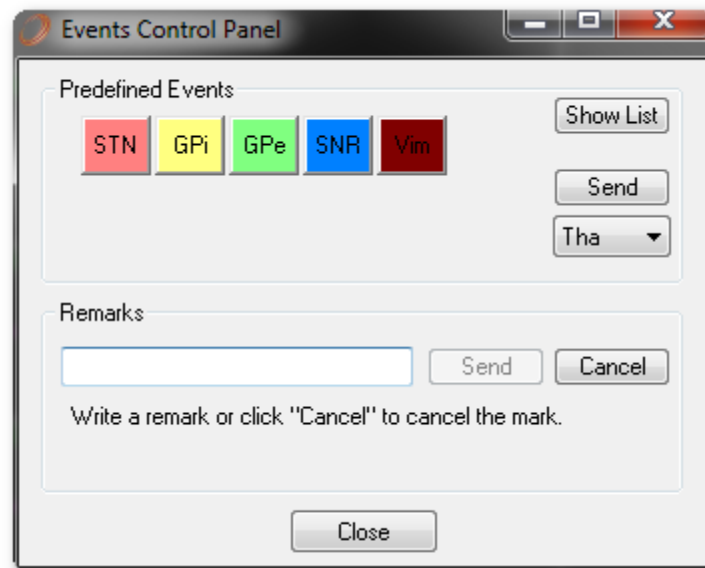 Events Control Panel
Predefined Events
STN GPi GPe SNR Vim
Show List
Send
Tha
Remarks
Send Cancel
Write a remark or click "Cancel" to cancel the mark.
Close